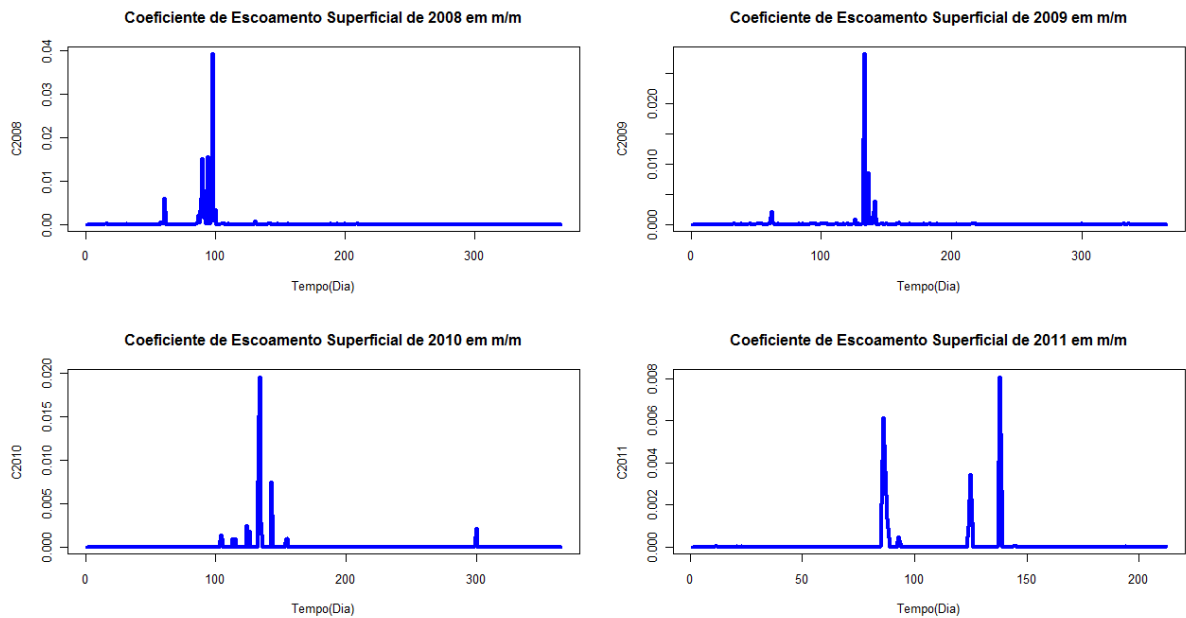 Coeficiente de Escoamento Superficial de 2008 em m/m
C2008
0.04
0.03
0.02
0.01
0.00
0 100 200 300
Tempo(Dia)
Coeficiente de Escoamento Superficial de 2009 em m/m
C2009
0.020
0.010
0.000
0 100 200 300
Tempo(Dia)
Coeficiente de Escoamento Superficial de 2010 em m/m
C2010
0.020
0.015
0.010
0.005
0.000
0 100 200 300
Tempo(Dia)
Coeficiente de Escoamento Superficial de 2011 em m/m
C2011
0.008
0.006
0.004
0.002
0.000
0 50 100 150 200
Tempo(Dia)